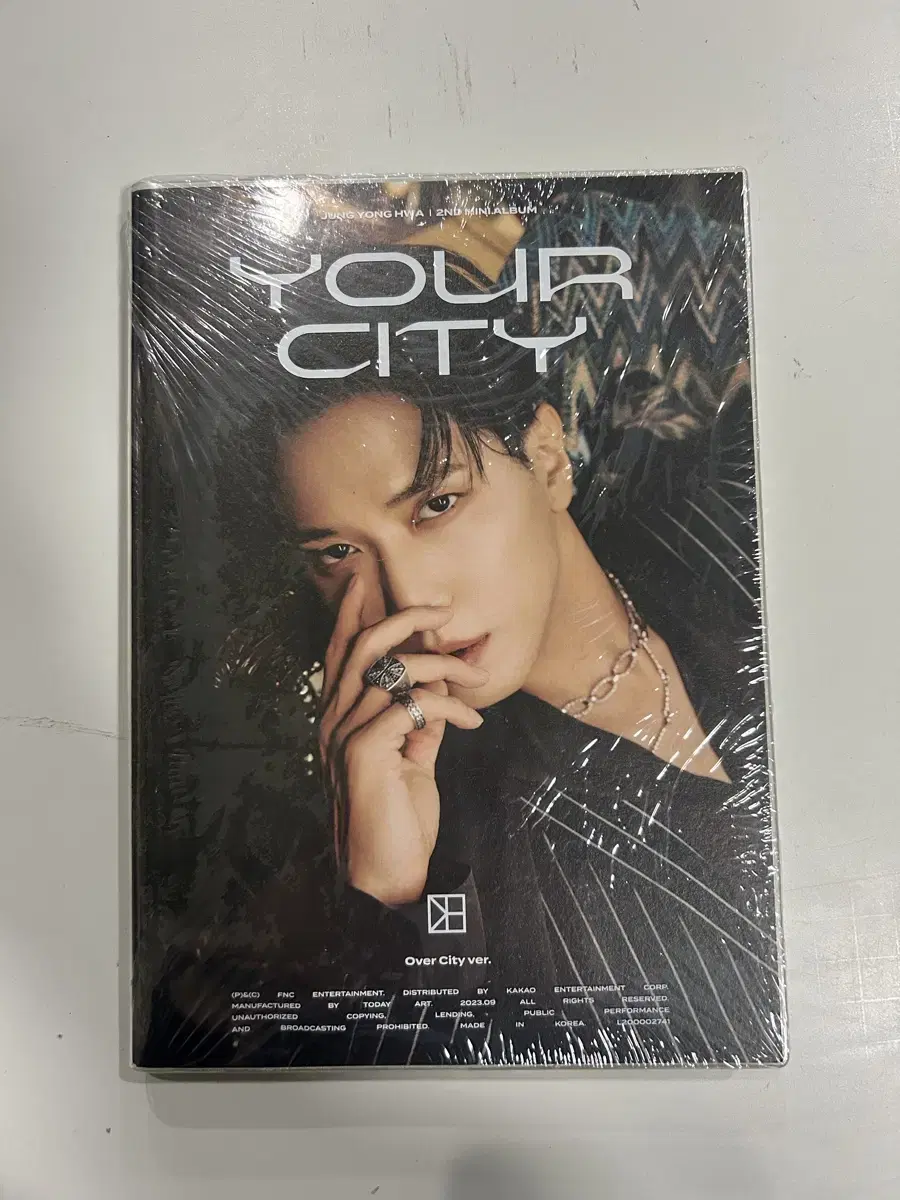 JUNG YONG HWA | 2ND MINI ALBUM
YOUR
CITY
Over City ver.
(P)&(C) FNC ENTERTAINMENT. DISTRIBUTED BY KAKAO ENTERTAINMENT CORP.
MANUFACTURED BY TODAY ART. 2023.09 ALL RIGHTS RESERVED.
UNAUTHORIZED COPYING, LENDING, PUBLIC PERFORMANCE
AND BROADCASTING PROHIBITED. MADE IN KOREA. L200002741